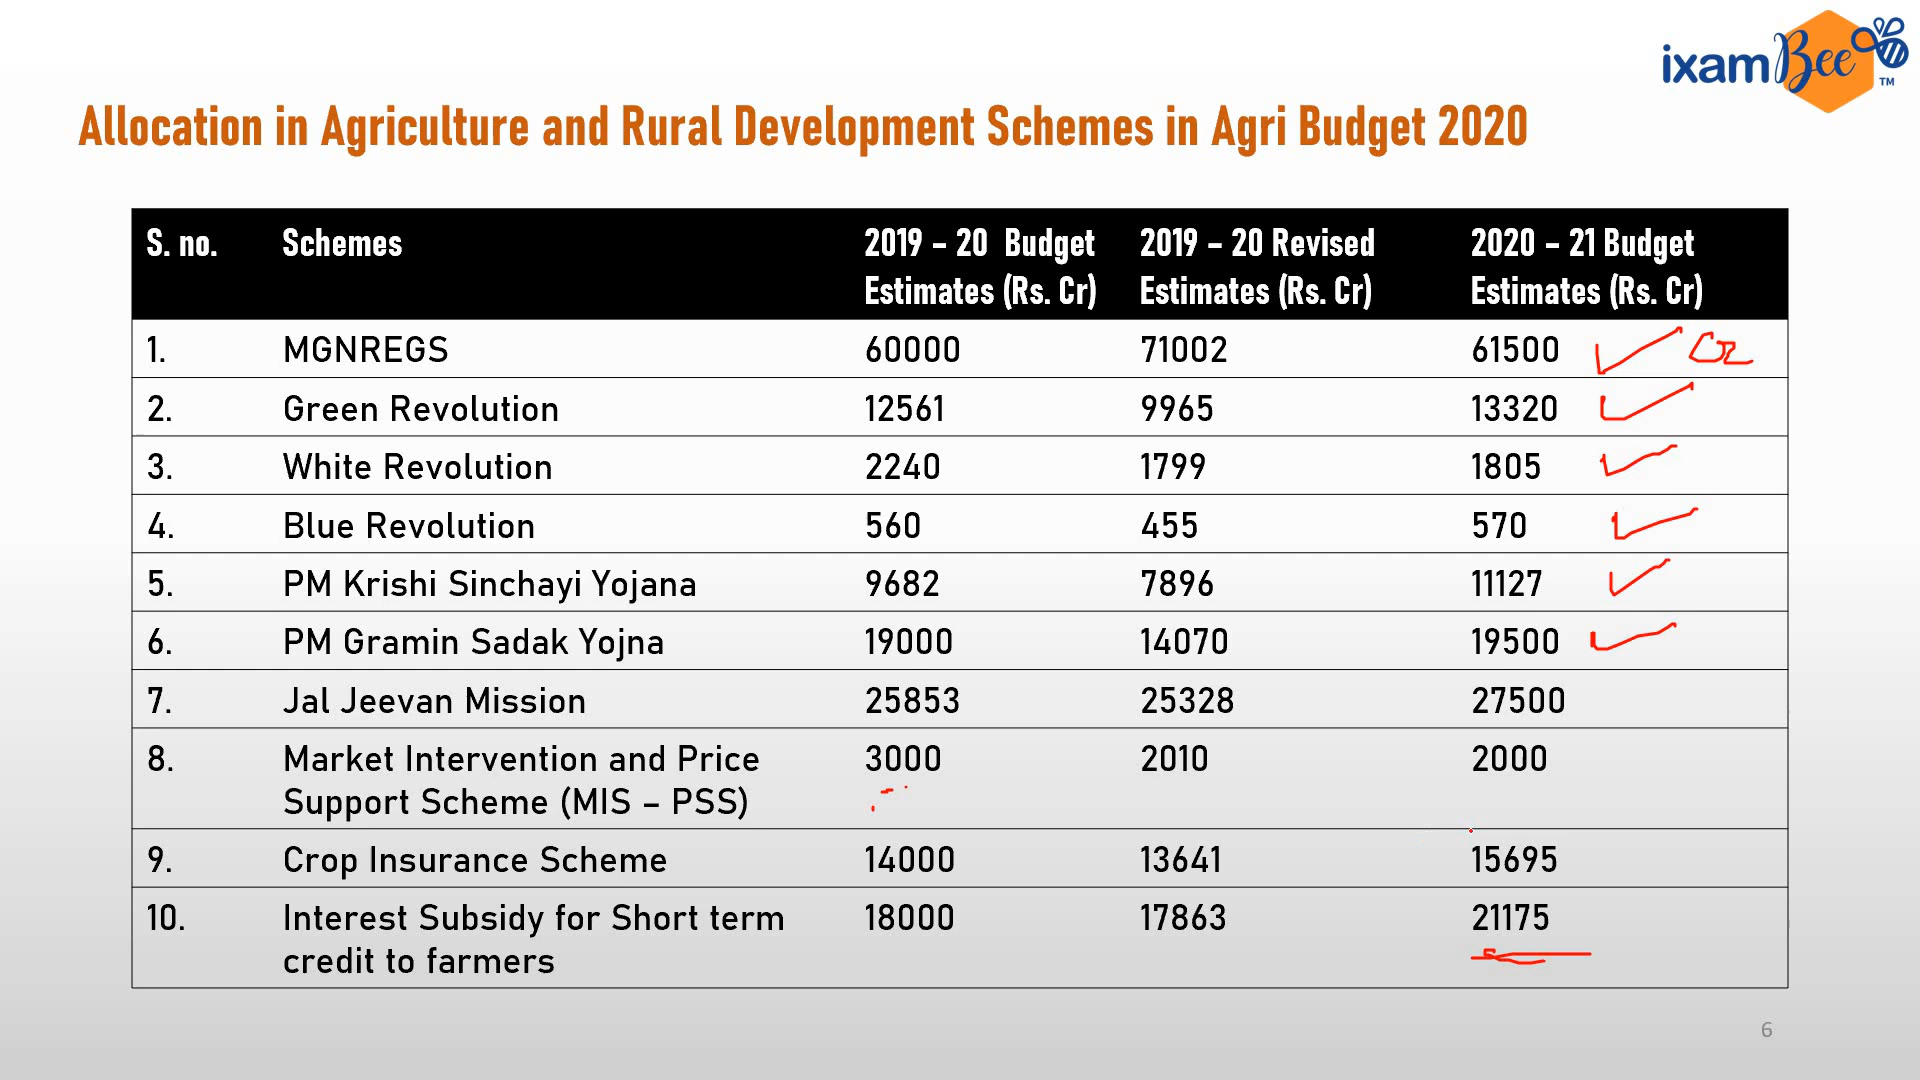 ixamBee TM
Allocation in Agriculture and Rural Development Schemes in Agri Budget 2020
S. no. Schemes 2019 – 20 Budget Estimates (Rs. Cr) 2019 – 20 Revised Estimates (Rs. Cr) 2020 – 21 Budget Estimates (Rs. Cr)
1. MGNREGS 60000 71002 61500 Cr
2. Green Revolution 12561 9965 13320
3. White Revolution 2240 1799 1805
4. Blue Revolution 560 455 570
5. PM Krishi Sinchayi Yojana 9682 7896 11127
6. PM Gramin Sadak Yojna 19000 14070 19500
7. Jal Jeevan Mission 25853 25328 27500
8. Market Intervention and Price 3000 2010 2000
Support Scheme (MIS – PSS)
9. Crop Insurance Scheme 14000 13641 15695
10. Interest Subsidy for Short term 18000 17863 21175
credit to farmers
6